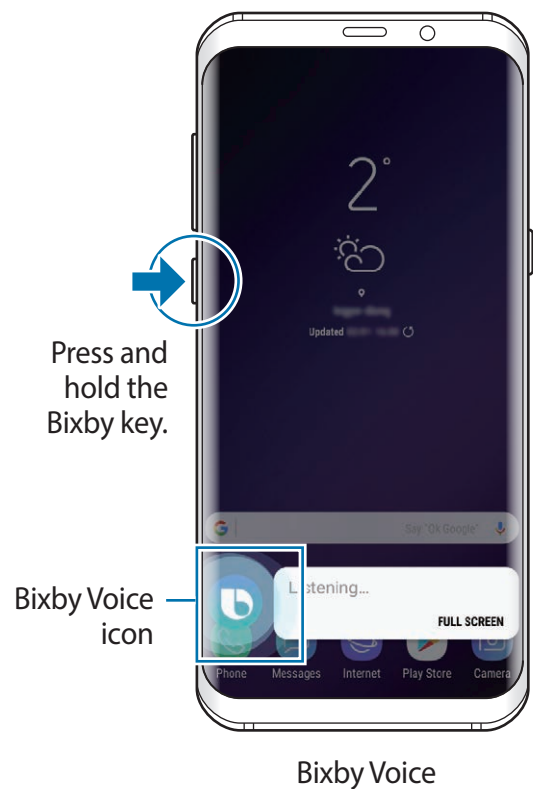 2°
Updated
Press and
hold the
Bixby key.
Say "Ok Google"
Listening...
FULL SCREEN
Bixby Voice
icon
Phone Messages Internet Play Store Camera
Bixby Voice